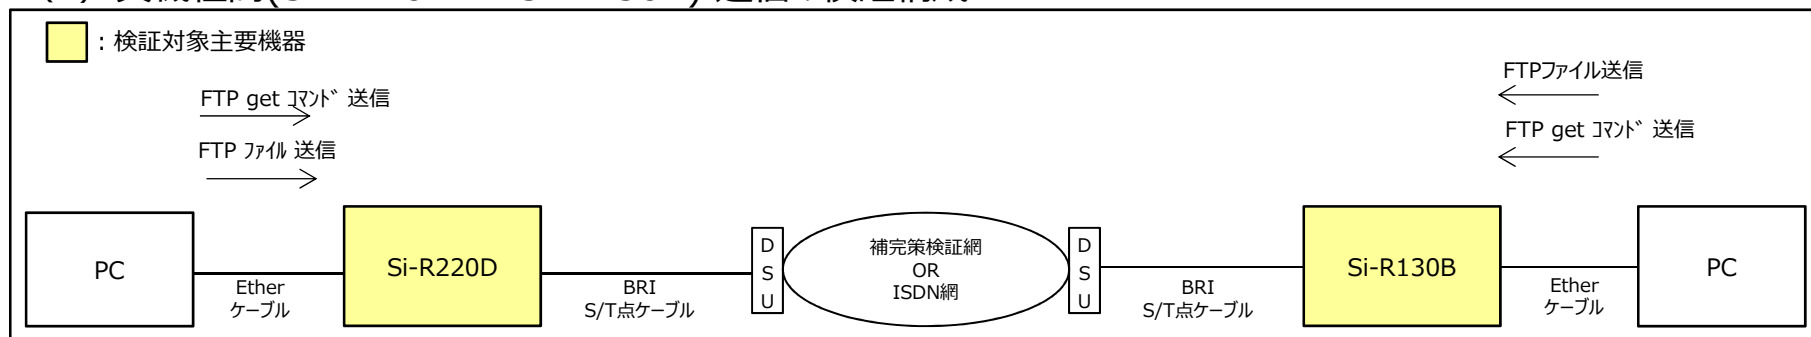 ：検証対象主要機器
FTP get ｺﾏﾝﾄﾞ 送信
FTP ﾌｧｲﾙ 送信
FTPファイル送信
FTP get ｺﾏﾝﾄﾞ 送信
PC
Ether
ケーブル
Si-R220D
BRI
S/T点ケーブル
DSU
補完策検証網
OR
ISDN網
DSU
BRI
S/T点ケーブル
Si-R130B
Ether
ケーブル
PC